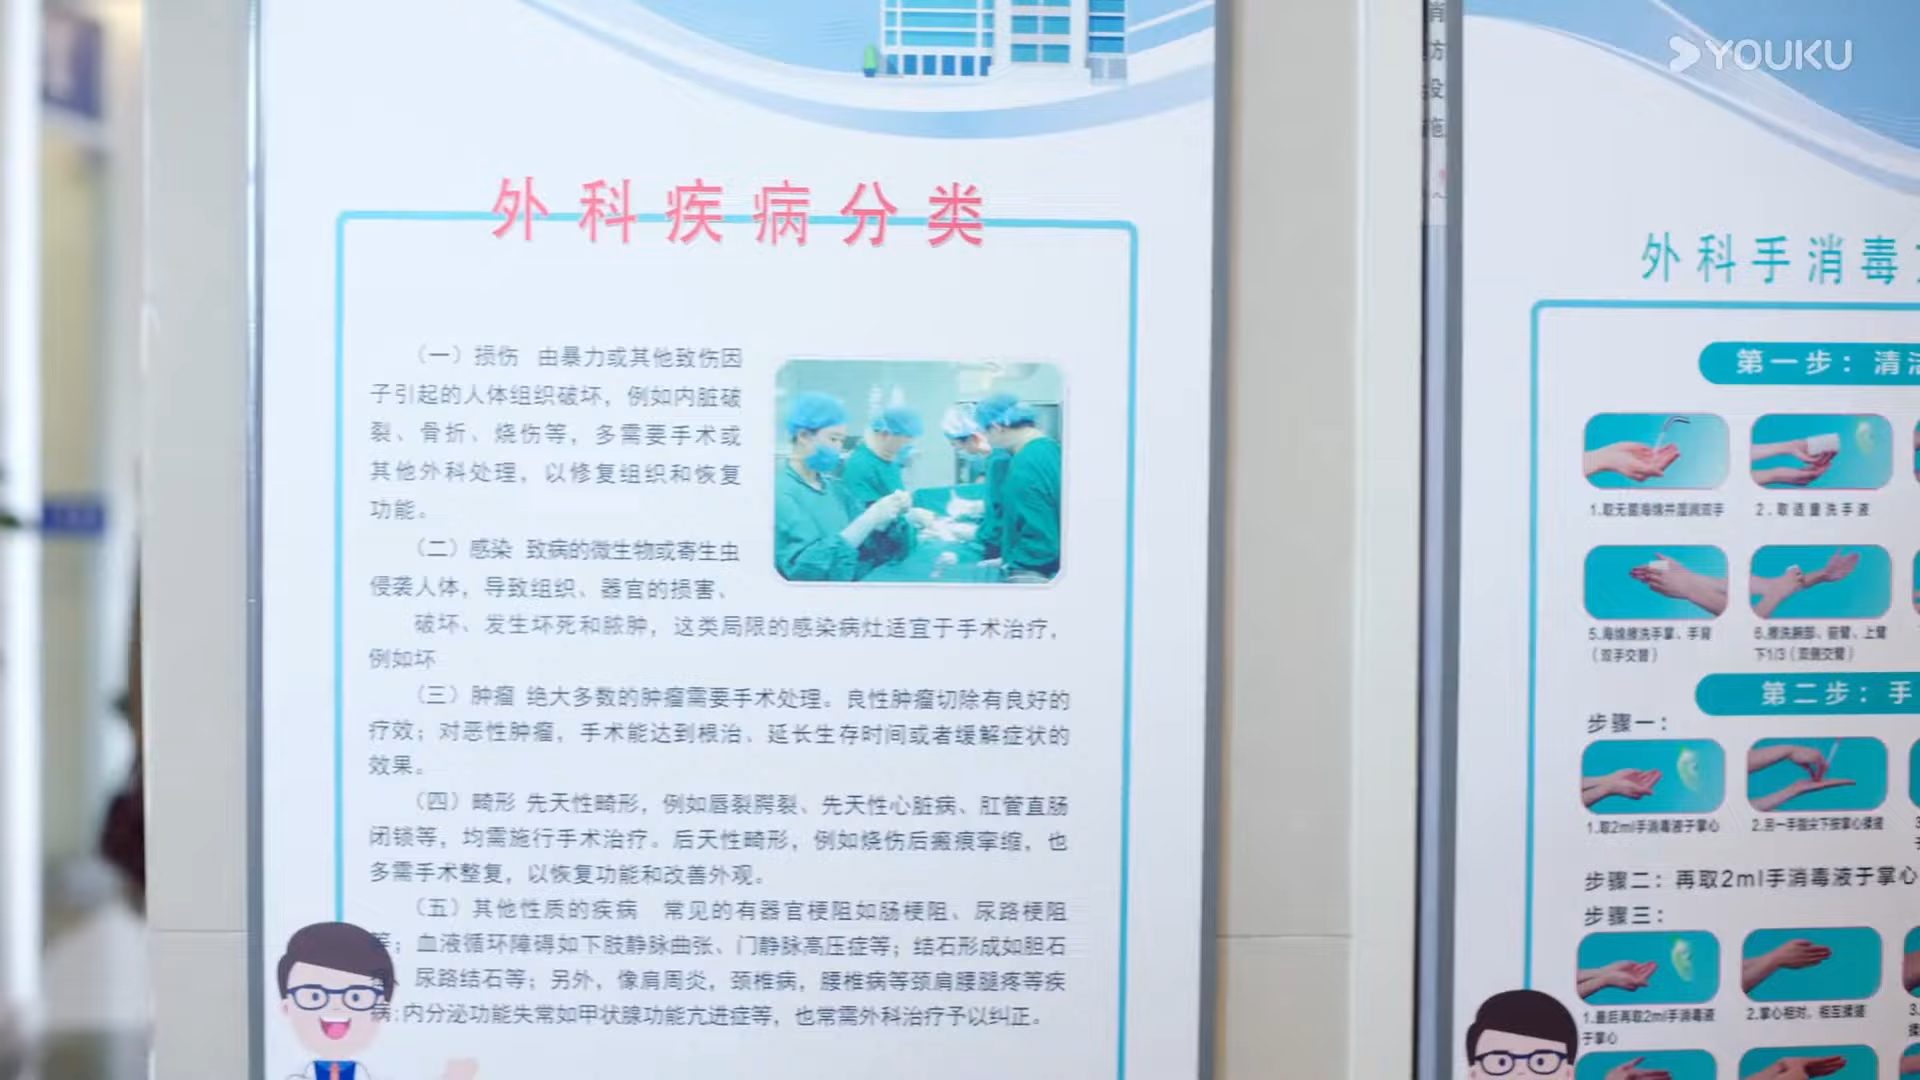 YOUKU
外科疾病分类
（一）损伤 由暴力或其他致伤因
子引起的人体组织破坏，例如内脏破
裂、骨折、烧伤等，多需要手术或
其他外科处理，以修复组织和恢复
功能。
（二）感染 致病的微生物或寄生虫
侵袭人体，导致组织、器官的损害、
破坏、发生坏死和脓肿，这类局限的感染病灶适宜于手术治疗，
例如坏
（三）肿瘤 绝大多数的肿瘤需要手术处理。良性肿瘤切除有良好的
疗效；对恶性肿瘤，手术能达到根治、延长生存时间或者缓解症状的
效果。
（四）畸形 先天性畸形，例如唇裂腭裂、先天性心脏病、肛管直肠
闭锁等，均需施行手术治疗。后天性畸形，例如烧伤后瘢痕挛缩，也
多需手术整复，以恢复功能和改善外观。
（五）其他性质的疾病 常见的有器官梗阻如肠梗阻、尿路梗阻
等；血液循环障碍如下肢静脉曲张、门静脉高压症等；结石形成如胆石
、尿路结石等；另外，像肩周炎，颈椎病，腰椎病等颈肩腰腿疼等疾
病:内分泌功能失常如甲状腺功能亢进症等，也常需外科治疗予以纠正。
方
设
施
外科手消毒
第一步：清洁
1.取无菌海绵并湿润双手
2.取适量洗手液
5.海绵擦洗手掌、手背
（双手交替）
6.擦洗腕部、前臂、上臂
下1/3（双侧交替）
第二步：手
步骤一：
1.取2ml手消毒液于掌心
2.另一手指尖下按掌心揉搓
步骤二：再取2ml手消毒液于掌心
步骤三：
1.最后再取2ml手消毒液
于掌心
2.掌心相对，相互揉搓